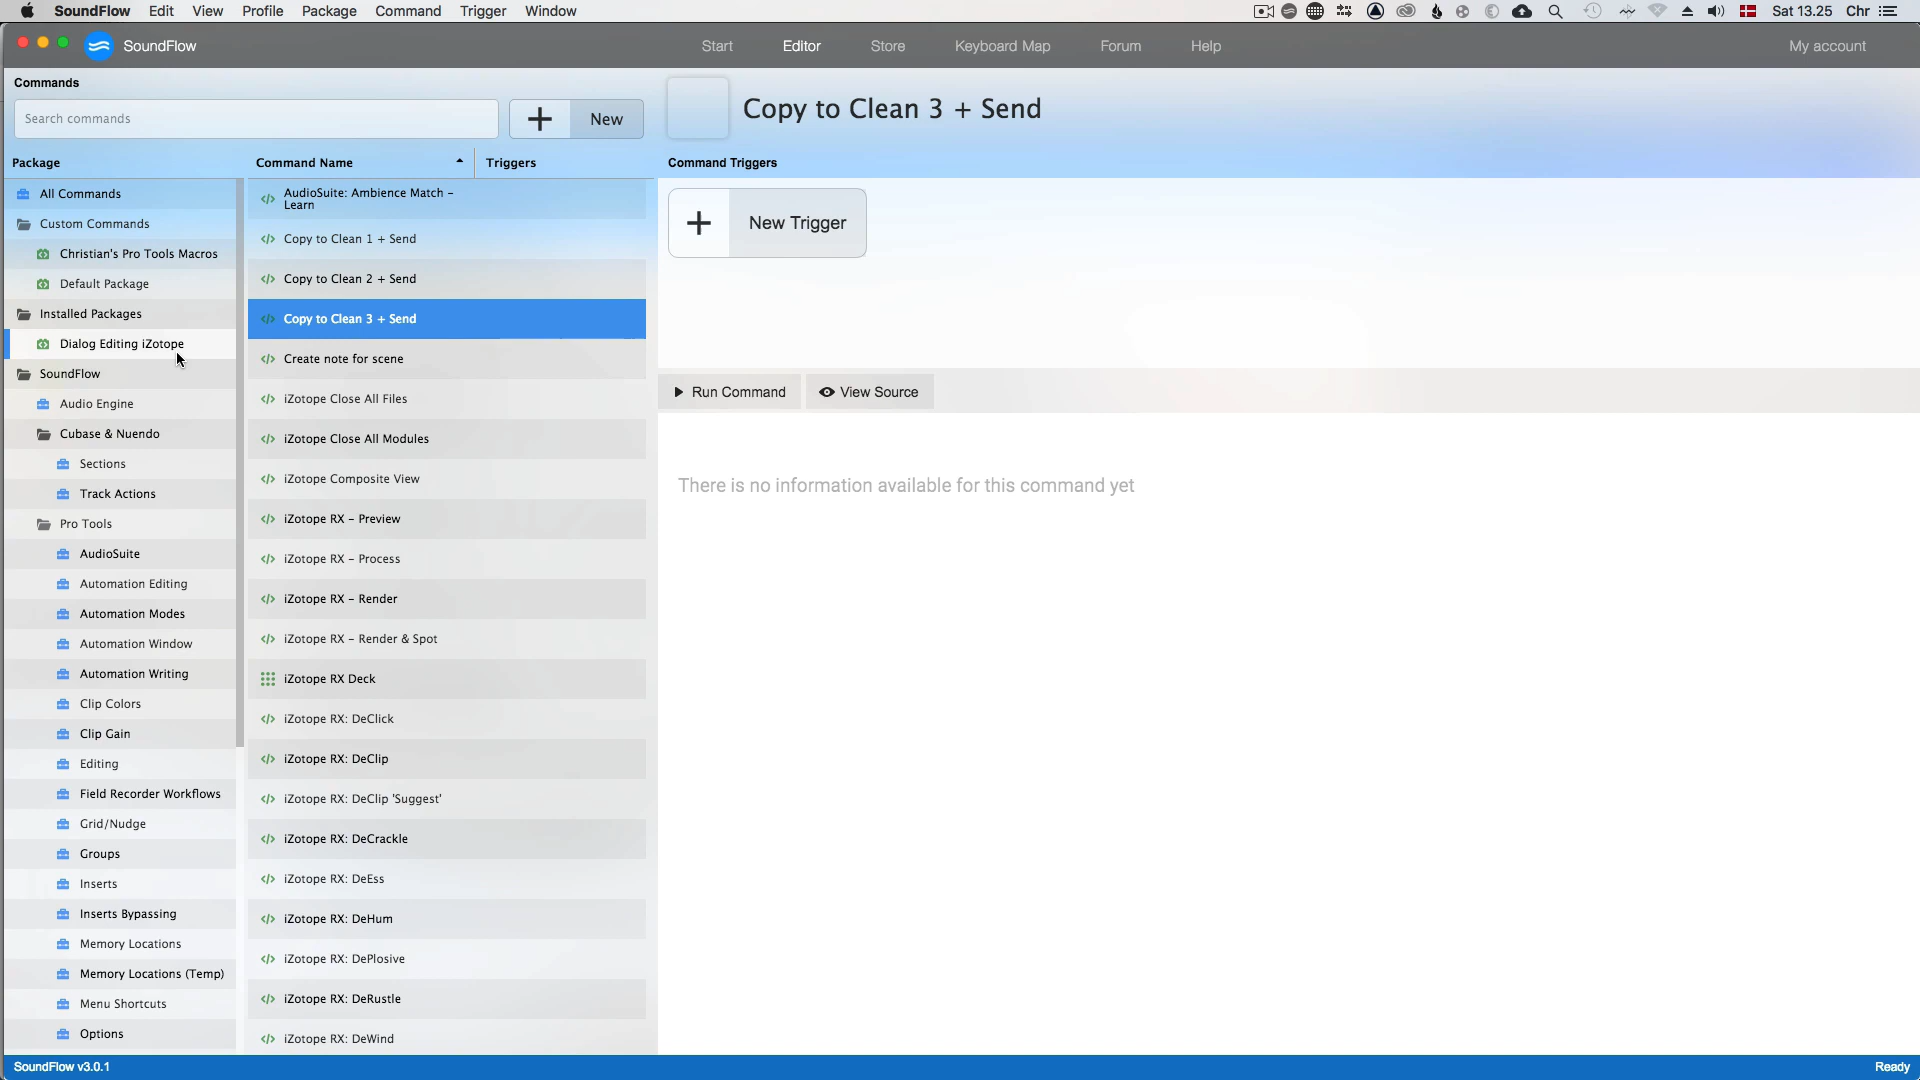 SoundFlow Edit View Profile Package Command Trigger Window
Sat 13.25 Chr
SoundFlow
Start Editor Store Keyboard Map Forum Help
My account
Commands
Search commands
New
Copy to Clean 3 + Send
Package
Command Name
Triggers
Command Triggers
All Commands
Custom Commands
Christian's Pro Tools Macros
Default Package
Installed Packages
Dialog Editing iZotope
SoundFlow
Audio Engine
Cubase & Nuendo
Sections
Track Actions
Pro Tools
AudioSuite
Automation Editing
Automation Modes
Automation Window
Automation Writing
Clip Colors
Clip Gain
Editing
Field Recorder Workflows
Grid/Nudge
Groups
Inserts
Inserts Bypassing
Memory Locations
Memory Locations (Temp)
Menu Shortcuts
Options
AudioSuite: Ambience Match -
Learn
Copy to Clean 1 + Send
Copy to Clean 2 + Send
Copy to Clean 3 + Send
Create note for scene
iZotope Close All Files
iZotope Close All Modules
iZotope Composite View
iZotope RX - Preview
iZotope RX - Process
iZotope RX - Render
iZotope RX - Render & Spot
iZotope RX Deck
iZotope RX: DeClick
iZotope RX: DeClip
iZotope RX: DeClip 'Suggest'
iZotope RX: DeCrackle
iZotope RX: DeEss
iZotope RX: DeHum
iZotope RX: DePlosive
iZotope RX: DeRustle
iZotope RX: DeWind
New Trigger
Run Command
View Source
There is no information available for this command yet
SoundFlow v3.0.1
Ready